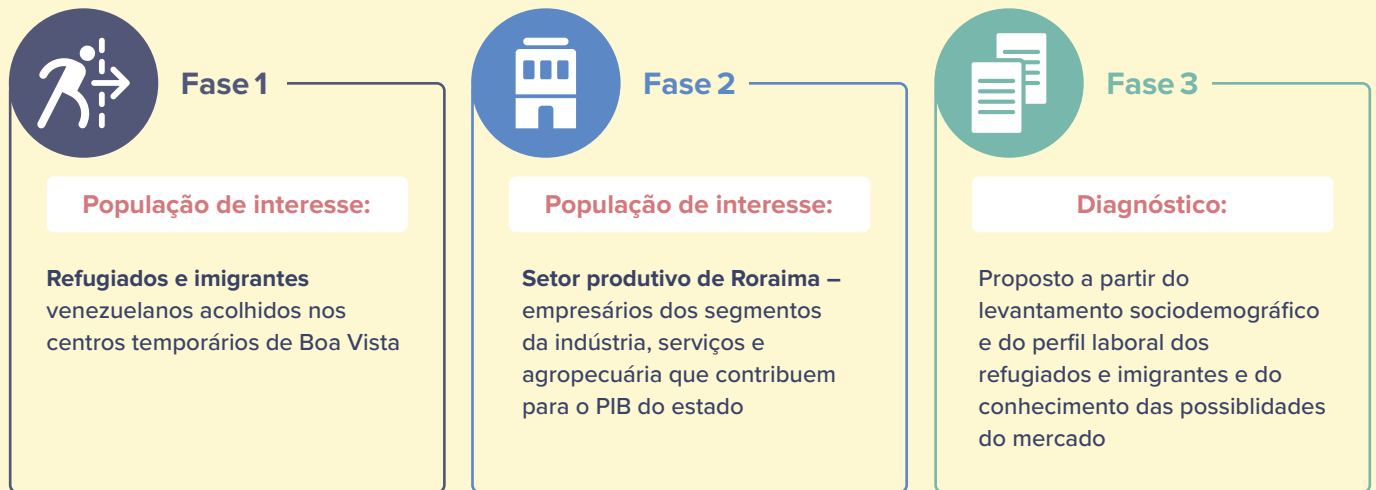 Fase 1
População de interesse:
Refugiados e imigrantes
venezuelanos acolhidos nos
centros temporários de Boa Vista
Fase 2
População de interesse:
Setor produtivo de Roraima –
empresários dos segmentos
da indústria, serviços e
agropecuária que contribuem
para o PIB do estado
Fase 3
Diagnóstico:
Proposto a partir do
levantamento sociodemográfico
e do perfil laboral dos
refugiados e imigrantes e do
conhecimento das possiblidades
do mercado